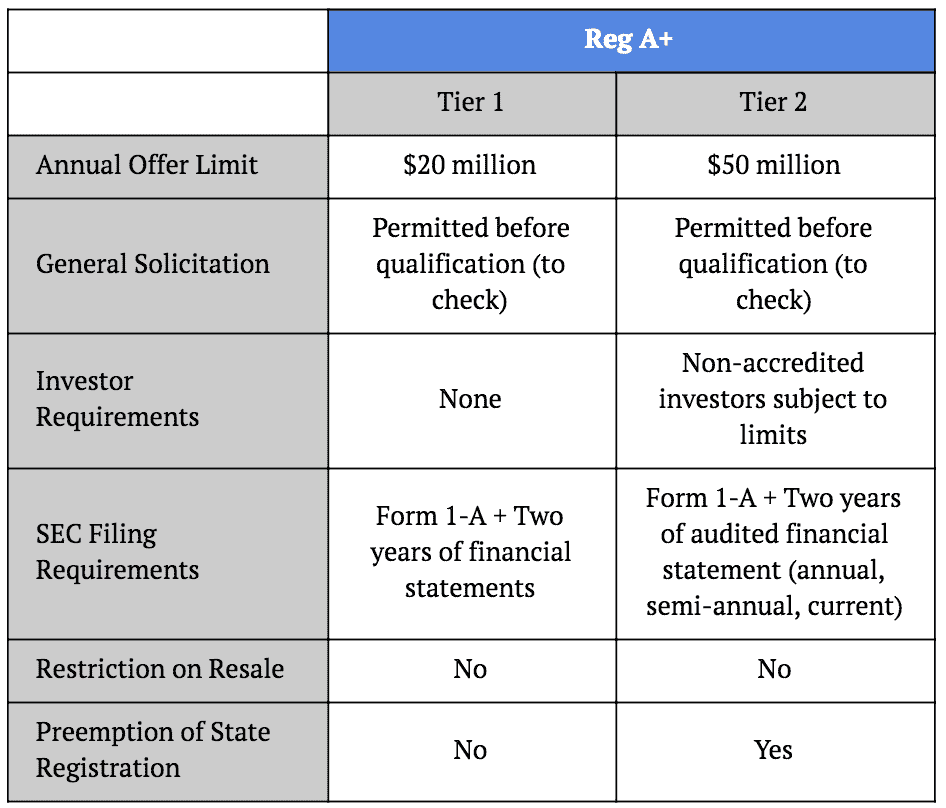 Reg A+
Tier 1
Tier 2
Annual Offer Limit
$20 million
$50 million
General Solicitation
Permitted before
qualification (to
check)
Permitted before
qualification (to
check)
Investor
Requirements
None
Non-accredited
investors subject to
limits
SEC Filing
Requirements
Form 1-A + Two
years of financial
statements
Form 1-A + Two years
of audited financial
statement (annual,
semi-annual, current)
Restriction on Resale
No
No
Preemption of State
Registration
No
Yes